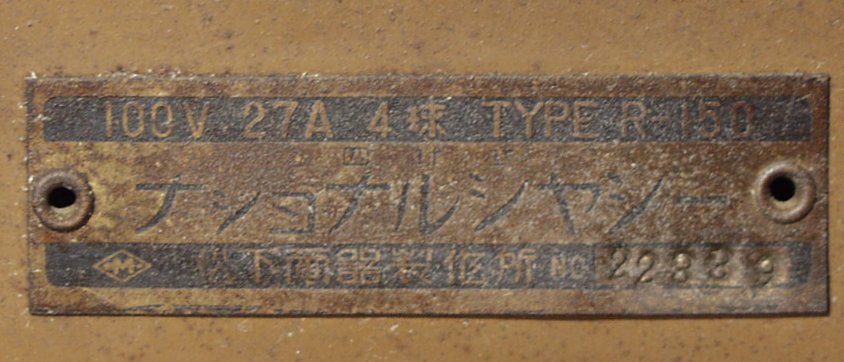 100V 27A 4球 TYPE R-150
ナショナルシャシー
M 松下電器製作所 NO 22889